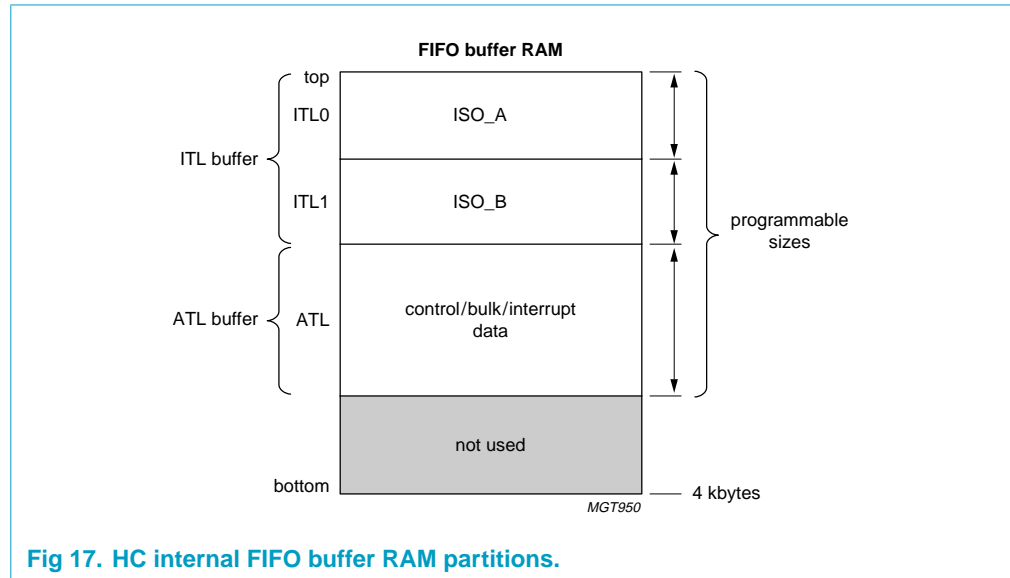 FIFO buffer RAM
top
ITL0
ISO_A
ITL buffer
ITL1
ISO_B
programmable
sizes
ATL buffer
ATL
control/bulk/interrupt
data
not used
bottom
4 kbytes
MGT950
Fig 17. HC internal FIFO buffer RAM partitions.